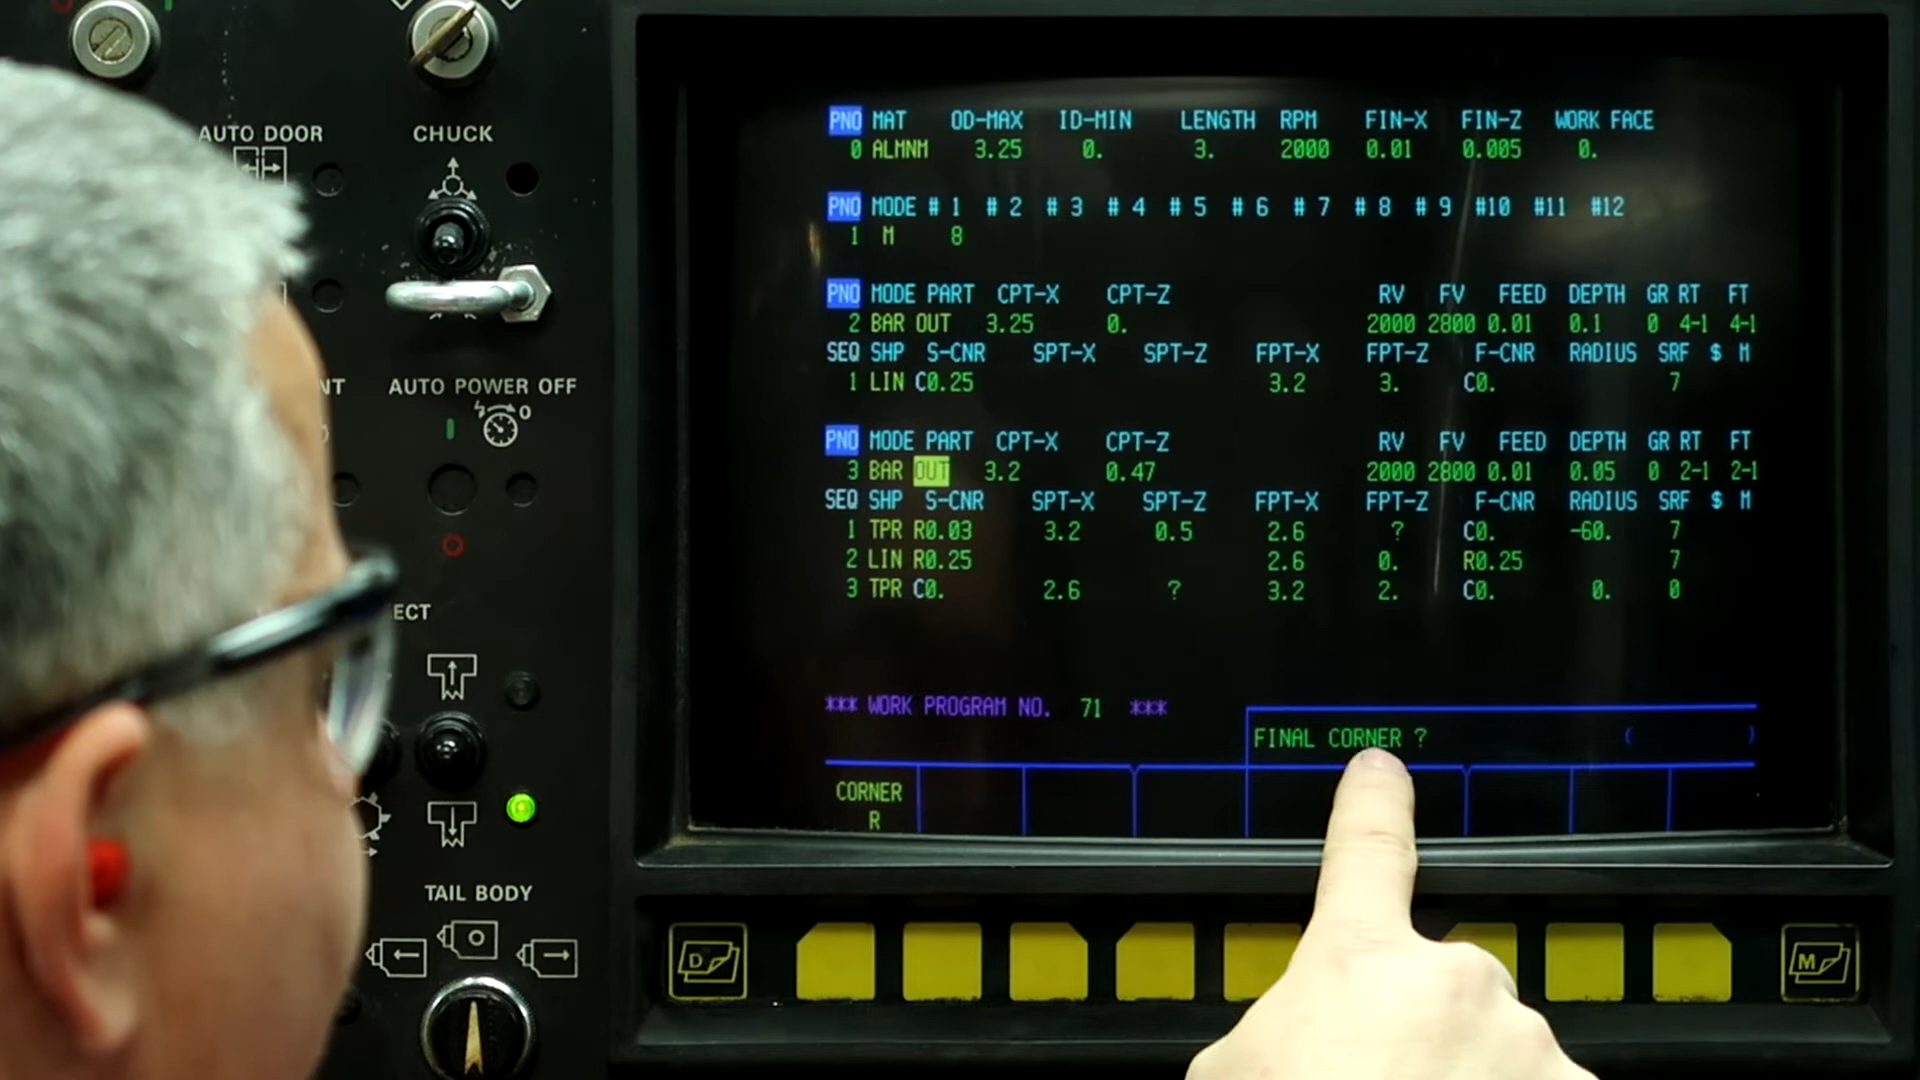 AUTO DOOR
CHUCK
NT
AUTO POWER OFF
O
ECT
TAIL BODY
PNO MAT OD-MAX ID-MIN LENGTH RPM FIN-X FIN-Z WORK FACE
0 ALMNM 3.25 0. 3. 2000 0.01 0.005 0.
PNO MODE # 1 # 2 # 3 # 4 # 5 # 6 # 7 # 8 # 9 #10 #11 #12
1 M 8
PNO MODE PART CPT-X CPT-Z RV FV FEED DEPTH GR RT FT
2 BAR OUT 3.25 0. 2000 2800 0.01 0.1 0 4-1 4-1
SEQ SHP S-CNR SPT-X SPT-Z FPT-X FPT-Z F-CNR RADIUS SRF $ M
1 LIN C0.25 3.2 3. C0. 7
PNO MODE PART CPT-X CPT-Z RV FV FEED DEPTH GR RT FT
3 BAR OUT 3.2 0.47 2000 2800 0.01 0.05 0 2-1 2-1
SEQ SHP S-CNR SPT-X SPT-Z FPT-X FPT-Z F-CNR RADIUS SRF $ M
1 TPR R0.03 3.2 0.5 2.6 ? C0. -60. 7
2 LIN R0.25 2.6 0. R0.25 7
3 TPR C0. 2.6 ? 3.2 2. C0. 0. 0
*** WORK PROGRAM NO. 71 ***
FINAL CORNER ? ( )
CORNER
R
D
M